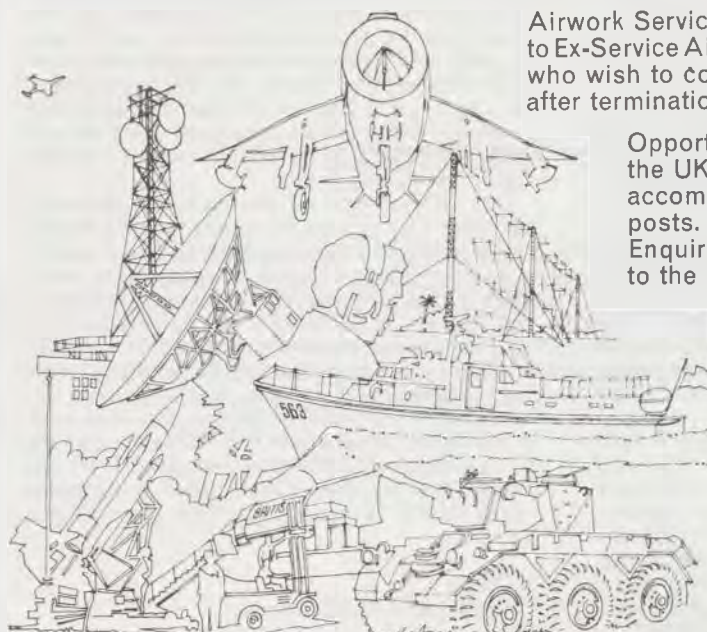 Airwork Servic
to Ex-Service Ai
who wish to co
after terminatio
Opport
the UK
accom
posts.
Enquir
to the
563